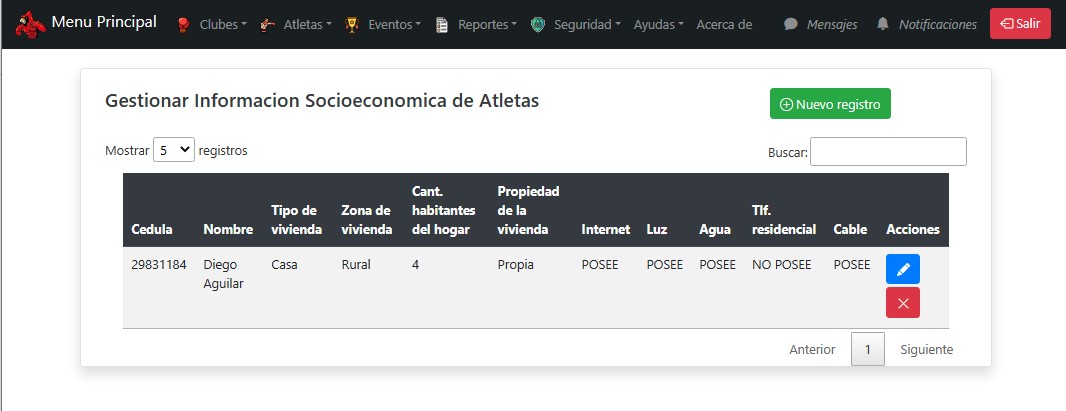 Menu Principal Clubes Atletas Eventos Reportes Seguridad Ayudas Acerca de Mensajes Notificaciones Salir
Gestionar Informacion Socioeconomica de Atletas
Nuevo registro
Mostrar 5 registros
Buscar:
Cedula Nombre Tipo de vivienda Zona de vivienda Cant. habitantes del hogar Propiedad de la vivienda Internet Luz Agua Tlf. residencial Cable Acciones
29831184 Diego Aguilar Casa Rural 4 Propia POSEE POSEE POSEE NO POSEE POSEE
Anterior 1 Siguiente